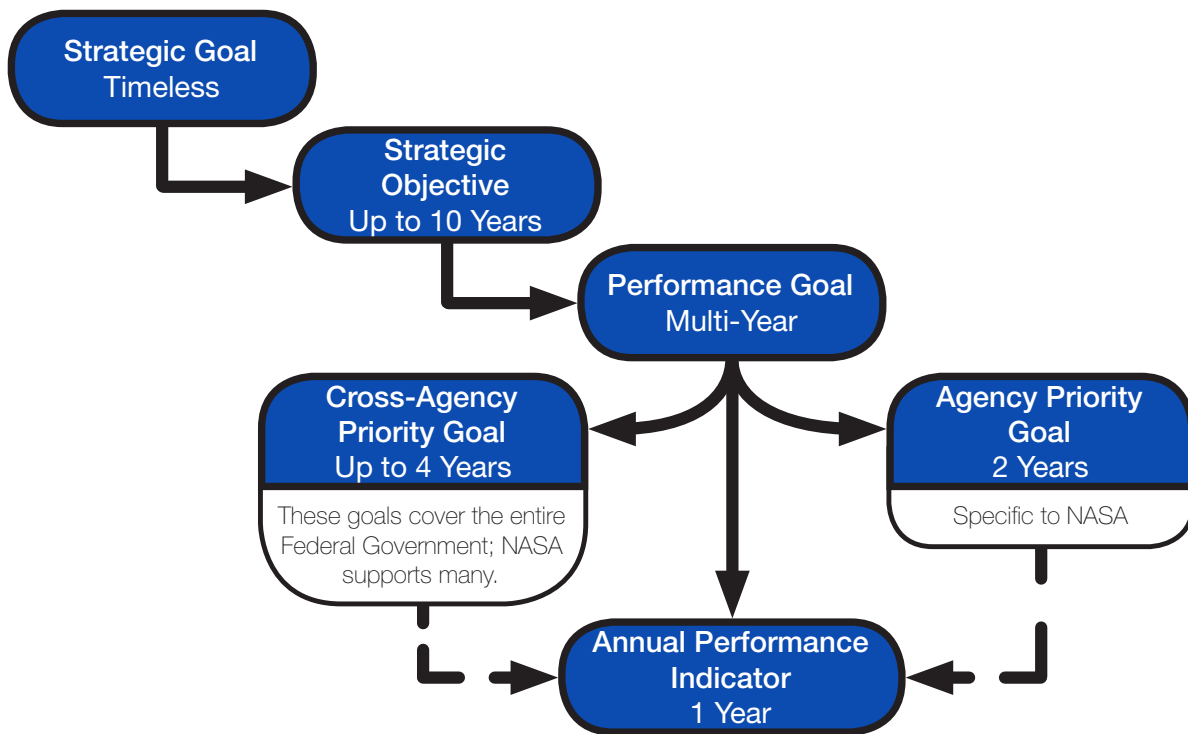 Strategic Goal
Timeless
Strategic
Objective
Up to 10 Years
Performance Goal
Multi-Year
Cross-Agency
Priority Goal
Up to 4 Years
These goals cover the entire
Federal Government; NASA
supports many.
Agency Priority
Goal
2 Years
Specific to NASA
Annual Performance
Indicator
1 Year